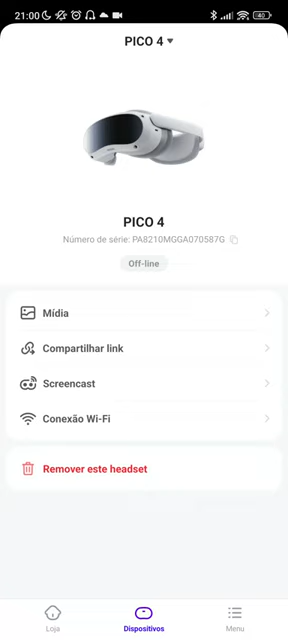 21:00
40
PICO 4
PICO 4
Número de série: PA8210MGGA070587G
Off-line
Mídia
Compartilhar link
Screencast
Conexão Wi-Fi
Remover este headset
Loja
Dispositivos
Menu